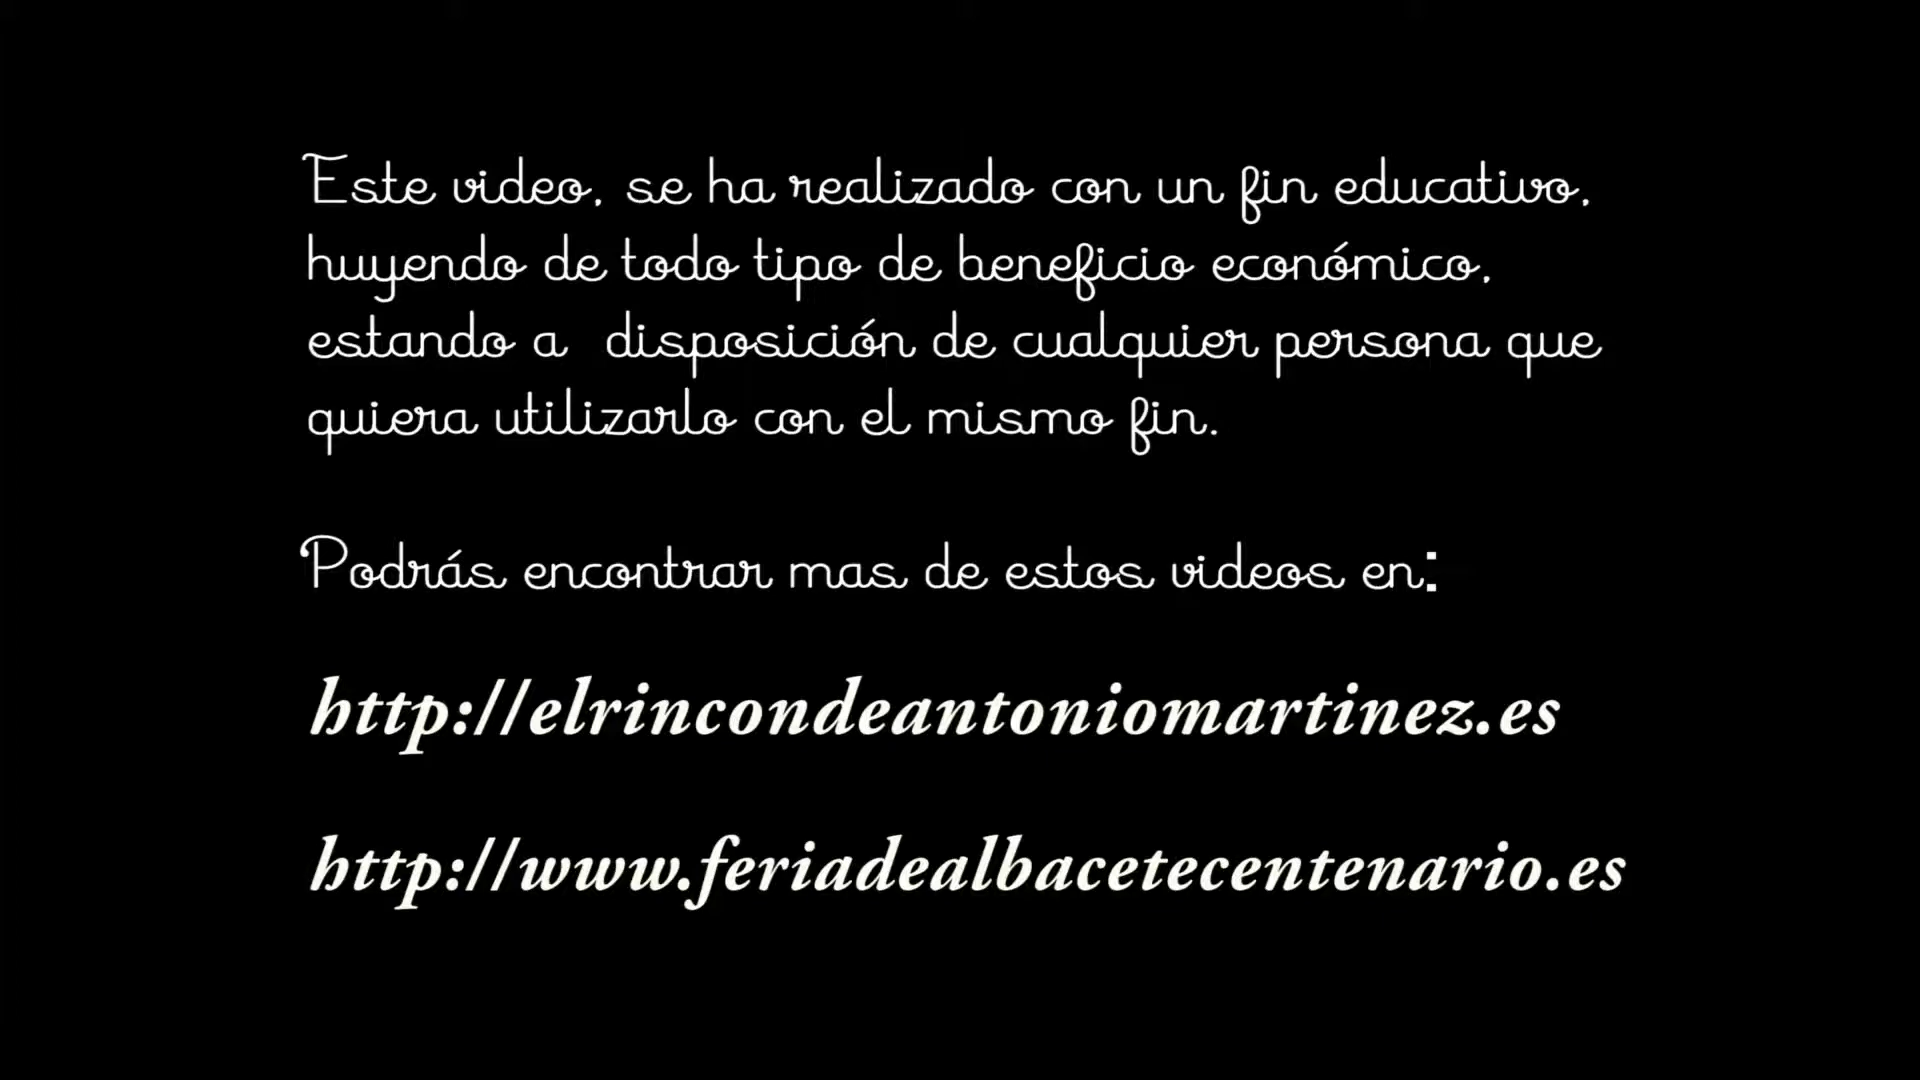 Este video, se ha realizado con un fin educativo,
huyendo de todo tipo de beneficio económico,
estando a disposición de cualquier persona que
quiera utilizarlo con el mismo fin.
Podrás encontrar mas de estos videos en:
http://elrincondeantoniomartinez.es
http://www.feriadealbacetecentenario.es